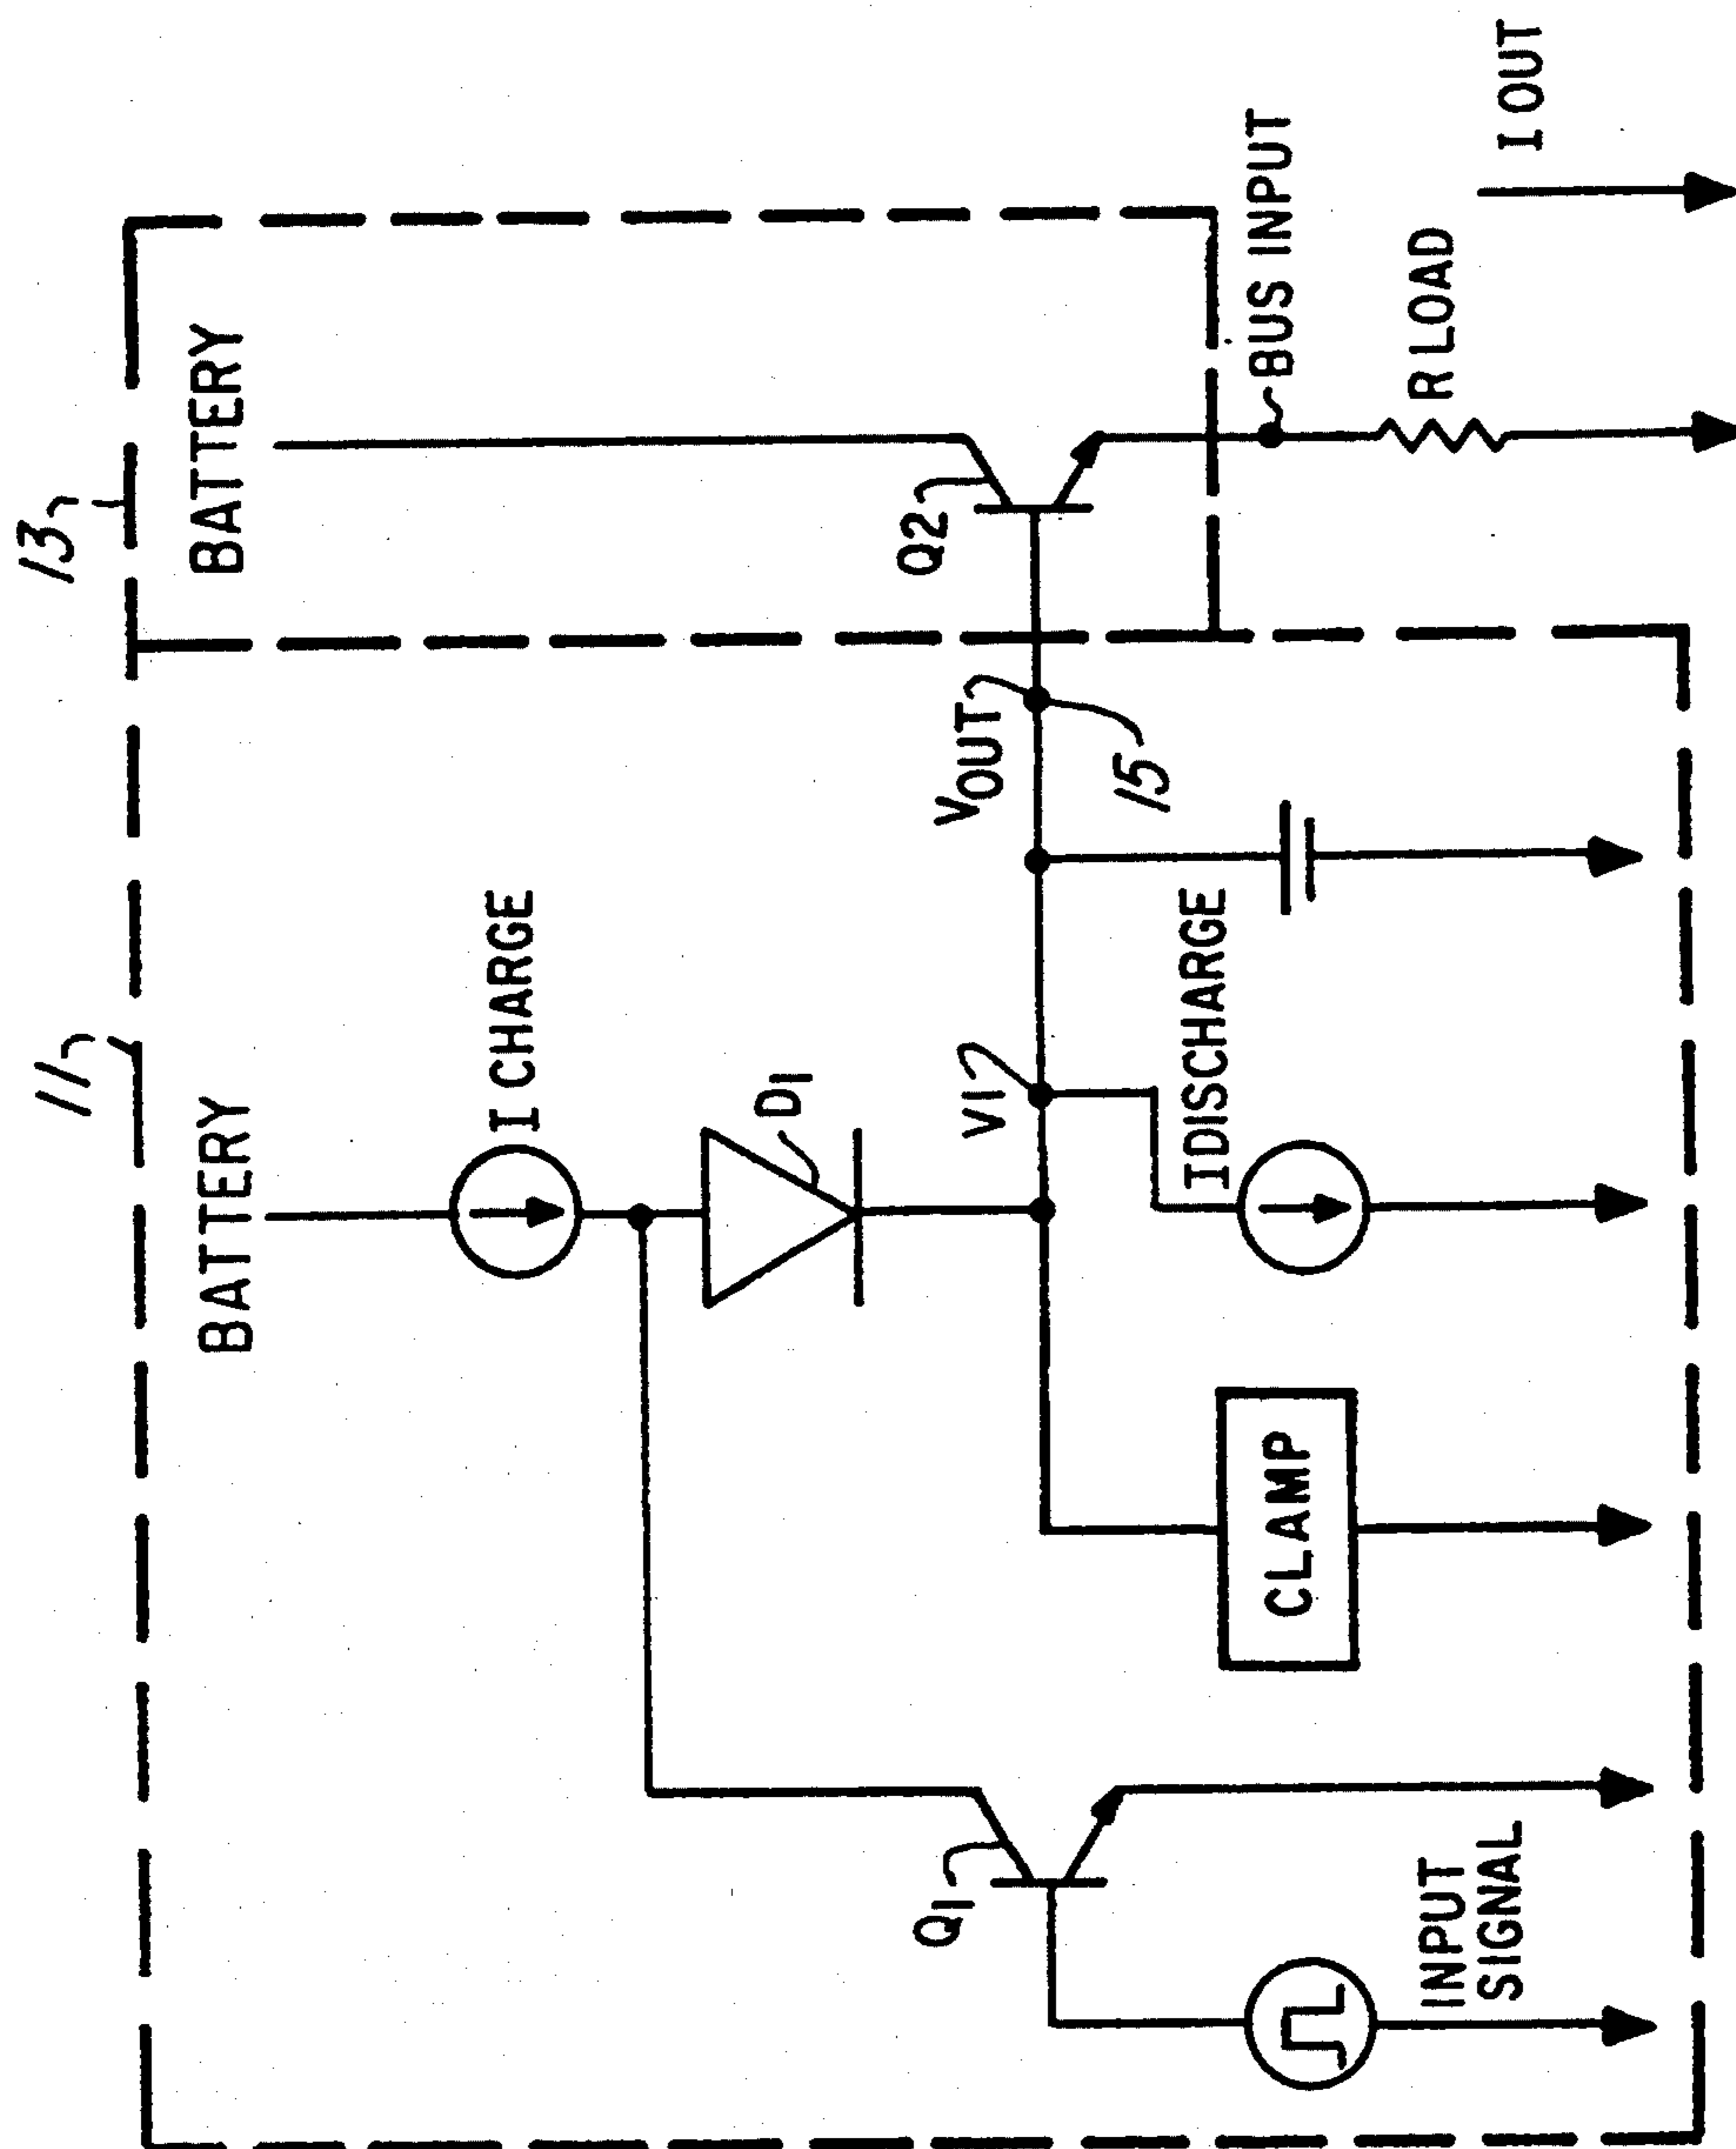 11
13
BATTERY
BATTERY
I CHARGE
D1
Q2
V1
VOUT
15
Q1
CLAMP
IDISCHARGE
BUS INPUT
R LOAD
I OUT
INPUT
SIGNAL